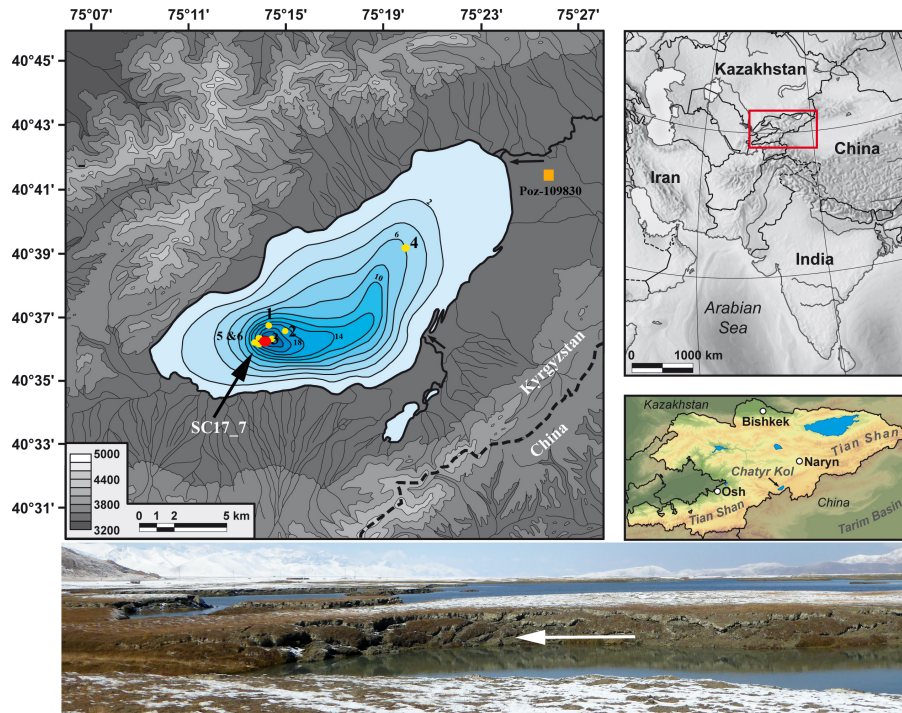 75°07' 75°11' 75°15' 75°19' 75°23' 75°27'
40°45'
40°43'
40°41'
40°39'
40°37'
40°35'
40°33'
40°31'
Poz-109830
2
6
4
10
1
2
5 &6
3
14
18
SC17_7
Kyrgyzstan
China
5000
4400
3800
3200
0 1 2 5 km
Kazakhstan
China
Iran
India
Arabian
Sea
0 1000 km
Kazakhstan
Bishkek
Tian Shan
Naryn
Chatyr Kol
Osh
China
Tian Shan
Tarim Basin